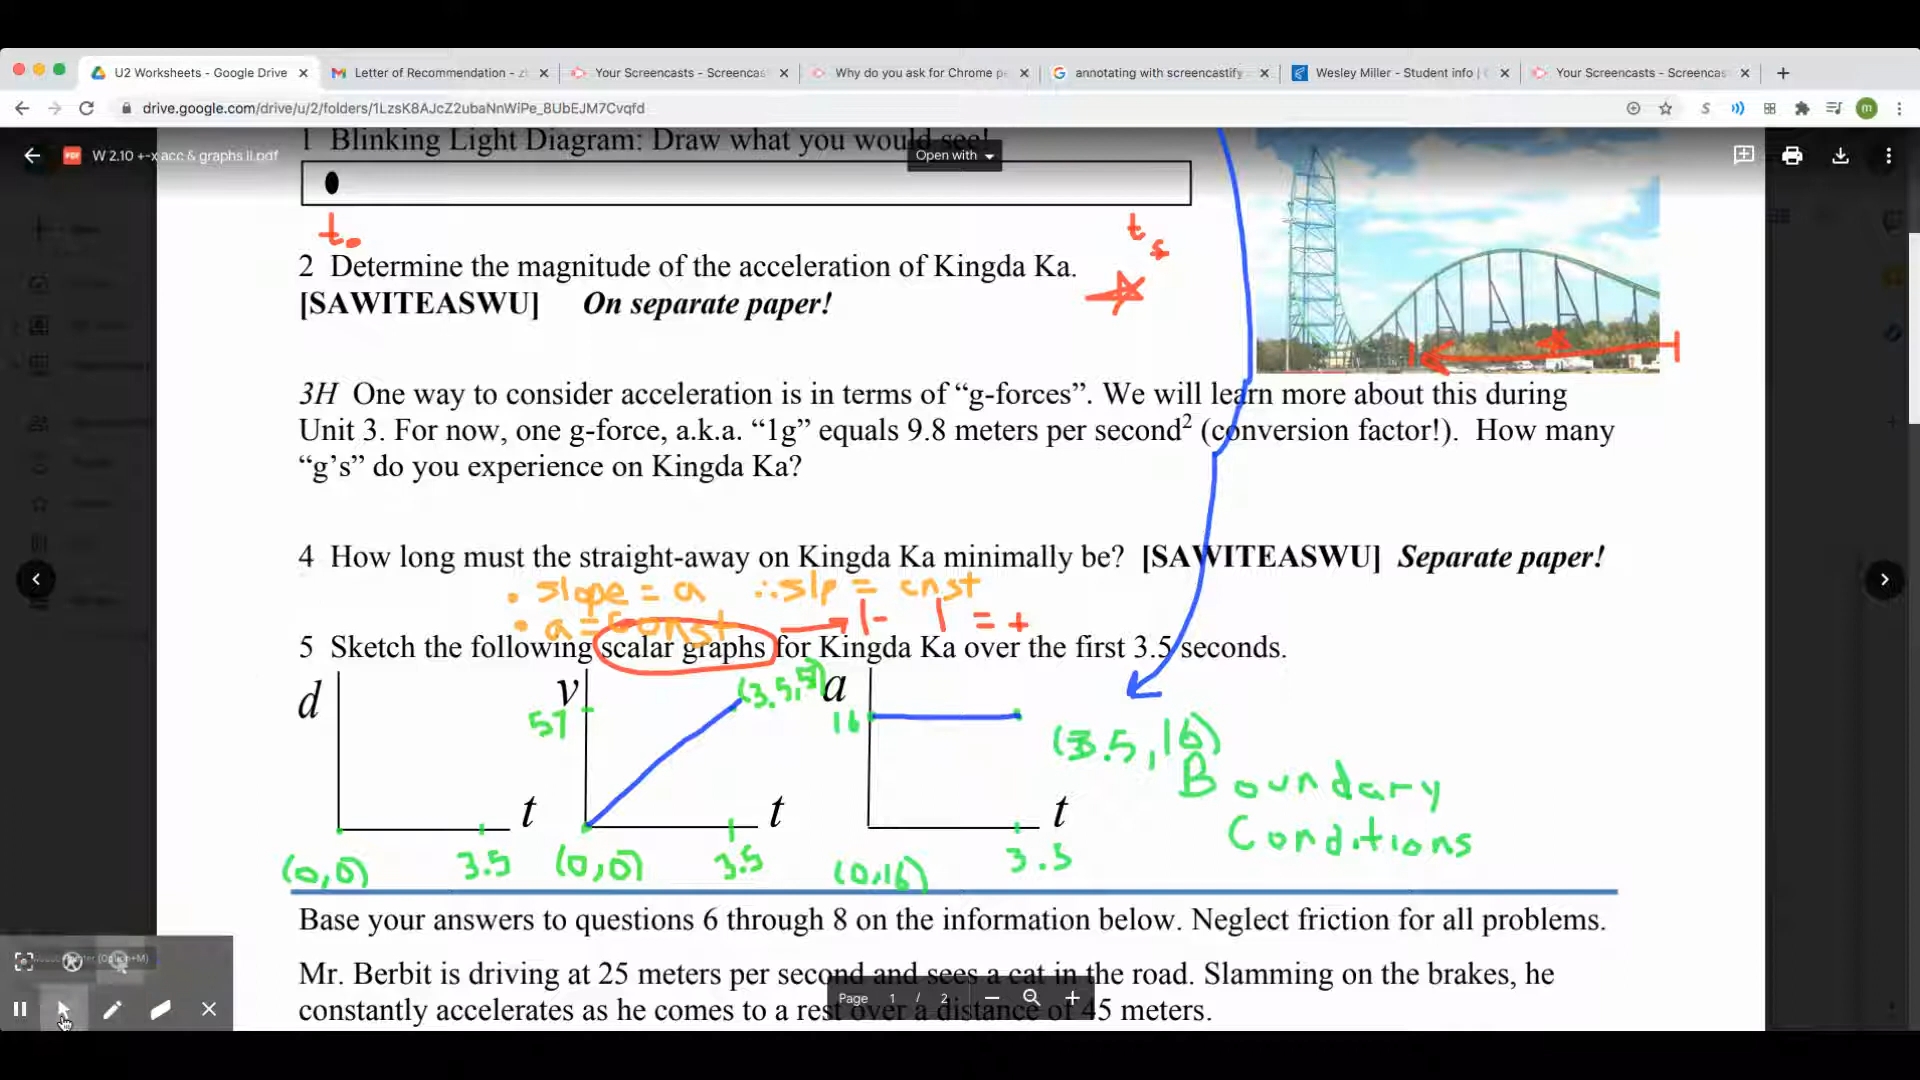 U2 Worksheets - Google Drive
Letter of Recommendation - z
Your Screencasts - Screencas
Why do you ask for Chrome pe
annotating with screencastify
Wesley Miller - Student info |
Your Screencasts - Screencas
drive.google.com/drive/u/2/folders/1LzsK8AJcZ2ubaNnWiPe_8UbEJM7Cvqfd
m
1 Blinking Light Diagram: Draw what you would see!
W 2.10 +-x acc & graphs II.pdf
Open with
t₀
t
2 Determine the magnitude of the acceleration of Kingda Ka.
[SAWITEASWU] On separate paper!
3H One way to consider acceleration is in terms of “g-forces”. We will learn more about this during
Unit 3. For now, one g-force, a.k.a. “1g” equals 9.8 meters per second² (conversion factor!). How many
“g’s” do you experience on Kingda Ka?
4 How long must the straight-away on Kingda Ka minimally be? [SAWITEASWU] Separate paper!
• slope = a ∴ slp = cnst
• a = const → |- | = +
5 Sketch the following scalar graphs for Kingda Ka over the first 3.5 seconds.
d v (3.5,57) a
57 16
(3.5,16)
Boundary
t t t
Conditions
(0,0) 3.5 (0,0) 3.5 (0,16) 3.5
Base your answers to questions 6 through 8 on the information below. Neglect friction for all problems.
Mr. Berbit is driving at 25 meters per second and sees a cat in the road. Slamming on the brakes, he
Page 1 / 2
constantly accelerates as he comes to a rest over a distance of 45 meters.